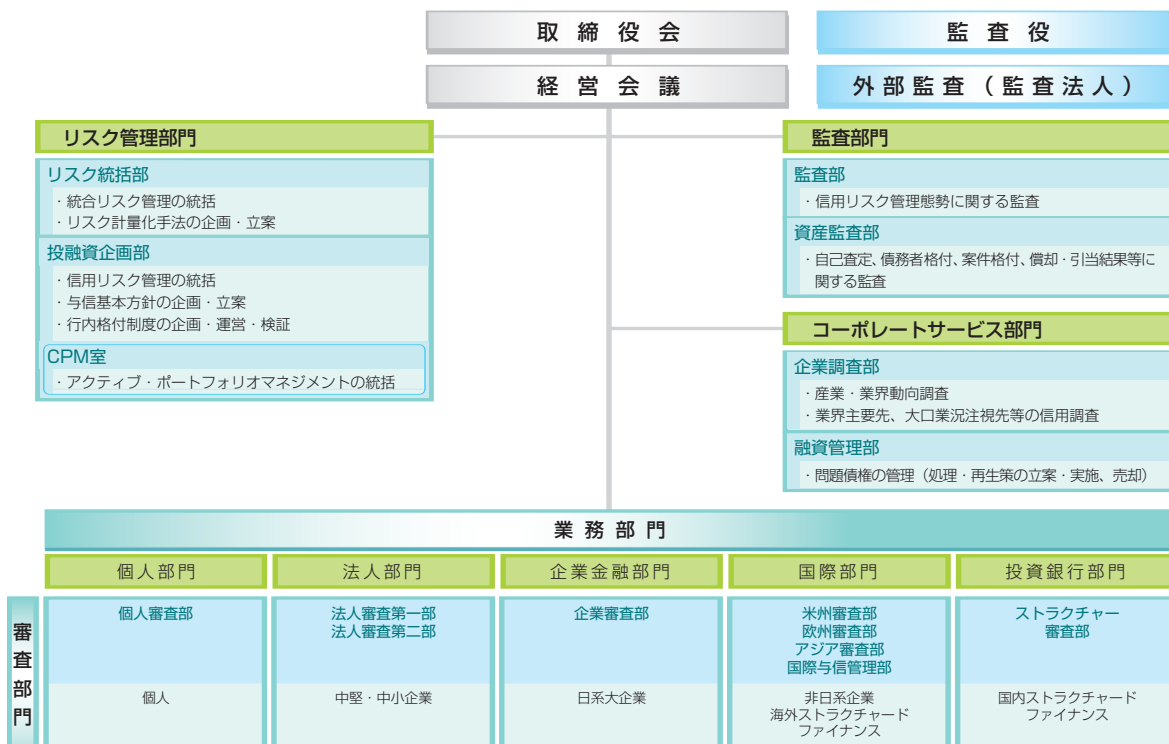 取締役会
監査役
経営会議
外部監査（監査法人）
リスク管理部門
リスク統括部
・統合リスク管理の統括
・リスク計量化手法の企画・立案
投融資企画部
・信用リスク管理の統括
・与信基本方針の企画・立案
・行内格付制度の企画・運営・検証
CPM室
・アクティブ・ポートフォリオマネジメントの統括
監査部門
監査部
・信用リスク管理態勢に関する監査
資産監査部
・自己査定、債務者格付、案件格付、償却・引当結果等に
関する監査
コーポレートサービス部門
企業調査部
・産業・業界動向調査
・業界主要先、大口業況注視先等の信用調査
融資管理部
・問題債権の管理（処理・再生策の立案・実施、売却）
業務部門
個人部門
法人部門
企業金融部門
国際部門
投資銀行部門
審査部門
個人審査部
法人審査第一部
法人審査第二部
企業審査部
米州審査部
欧州審査部
アジア審査部
国際与信管理部
ストラクチャー
審査部
個人
中堅・中小企業
日系大企業
非日系企業
海外ストラクチャード
ファイナンス
国内ストラクチャード
ファイナンス